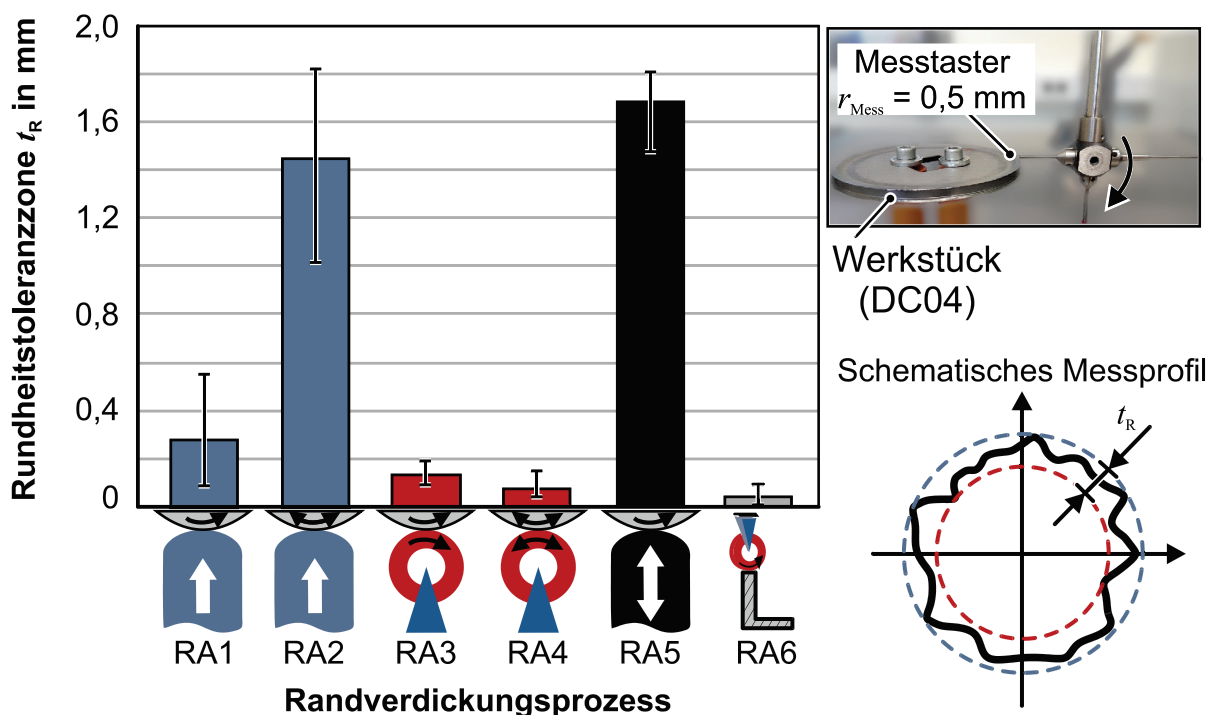 Rundheitstoleranzzone tR in mm
2,0
1,6
1,2
0,8
0,4
0
RA1 RA2 RA3 RA4 RA5 RA6
Randverdickungsprozess
Messtaster
rMess = 0,5 mm
Werkstück
(DC04)
Schematisches Messprofil
tR